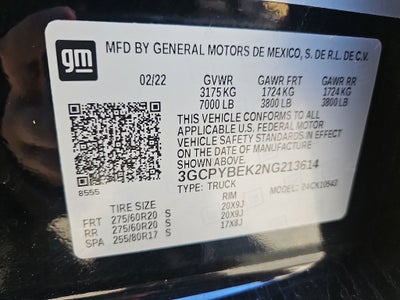 gm
MFD BY GENERAL MOTORS DE MEXICO, S. DE R.L. DE C.V.
02/22 GVWR GAWR FRT GAWR RR
3175 KG 1724 KG 1724 KG
7000 LB 3800 LB 3800 LB
THIS VEHICLE CONFORMS TO ALL
APPLICABLE U.S. FEDERAL MOTOR
VEHICLE SAFETY STANDARDS IN
EFFECT ON THE DATE OF
MANUFACTURE SHOWN ABOVE.
3GCPYBEK2NG213614
TYPE: TRUCK MODEL:
8555
TIRE SIZE RIM
FRT 275/60R20 S 20X9J
RR 275/60R20 S 20X9J
SPA 255/80R17 S 17X8J